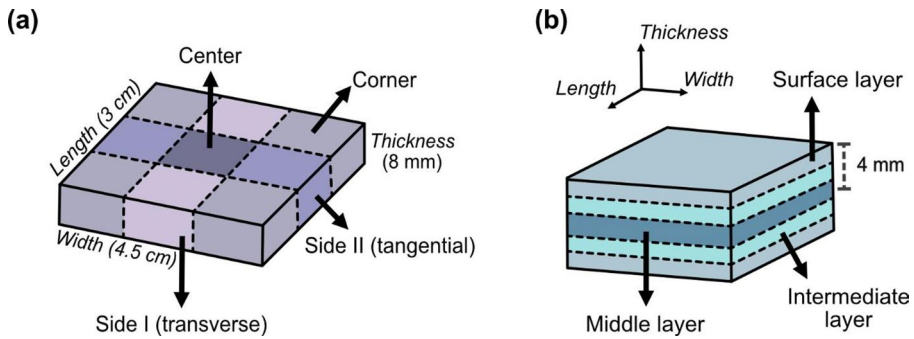 (a)
Center
Corner
Length (3 cm)
Thickness
(8 mm)
Width (4.5 cm)
Side II (tangential)
Side I (transverse)
(b)
Thickness
Length
Width
Surface layer
4 mm
Middle layer
Intermediate
layer